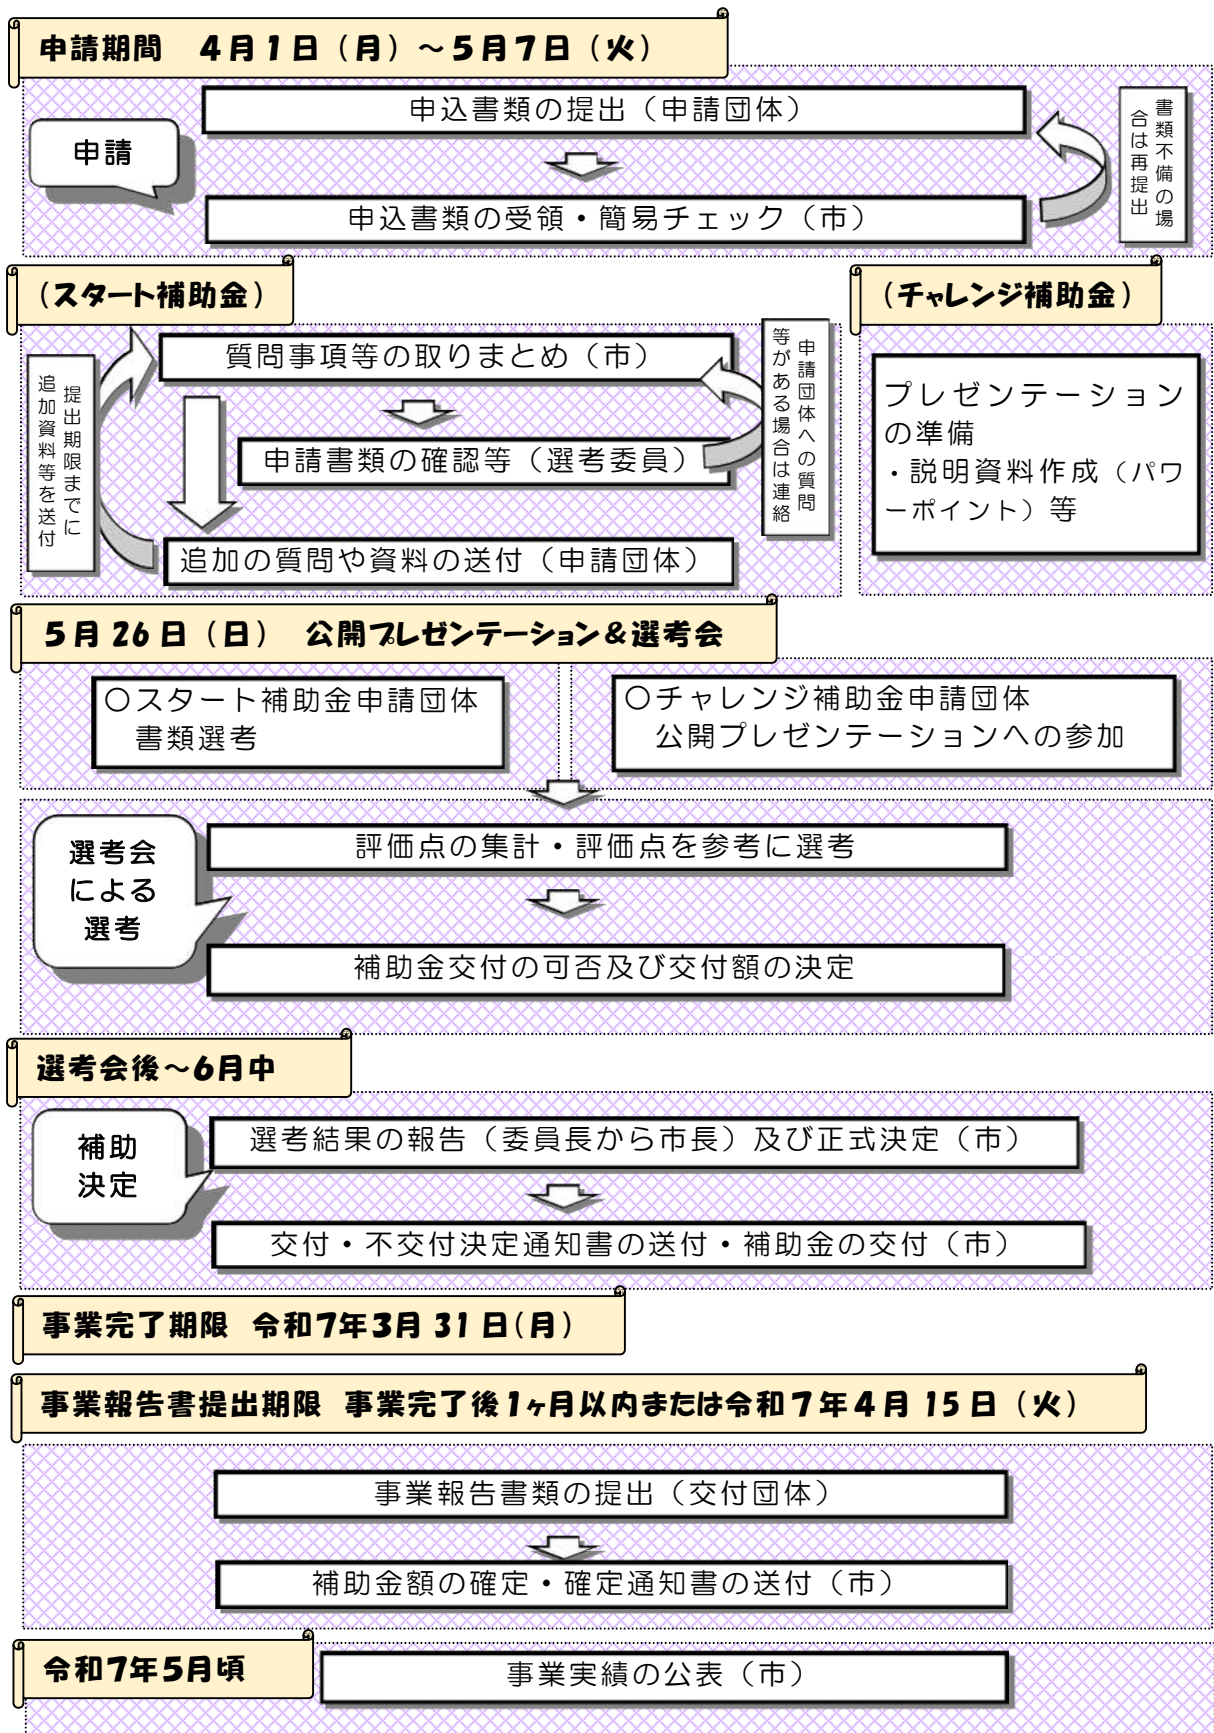 申請期間　４月１日（月）～５月７日（火）
申込書類の提出（申請団体）
申請
書類不備の場
合は再提出
申込書類の受領・簡易チェック（市）
（スタート補助金）
（チャレンジ補助金）
質問事項等の取りまとめ（市）
提出期限までに
追加資料等を送付
申請団体への質問
等がある場合は連絡
申請書類の確認等（選考委員）
追加の質問や資料の送付（申請団体）
プレゼンテーション
の準備
・説明資料作成（パワ
ーポイント）等
５月 26 日（日）　公開プレゼンテーション＆選考会
〇スタート補助金申請団体
書類選考
〇チャレンジ補助金申請団体
公開プレゼンテーションへの参加
選考会
による
選考
評価点の集計・評価点を参考に選考
補助金交付の可否及び交付額の決定
選考会後～６月中
補助
決定
選考結果の報告（委員長から市長）及び正式決定（市）
交付・不交付決定通知書の送付・補助金の交付（市）
事業完了期限　令和７年３月 31 日（月）
事業報告書提出期限　事業完了後１ヶ月以内または令和７年４月 15 日（火）
事業報告書類の提出（交付団体）
補助金額の確定・確定通知書の送付（市）
令和７年５月頃
事業実績の公表（市）